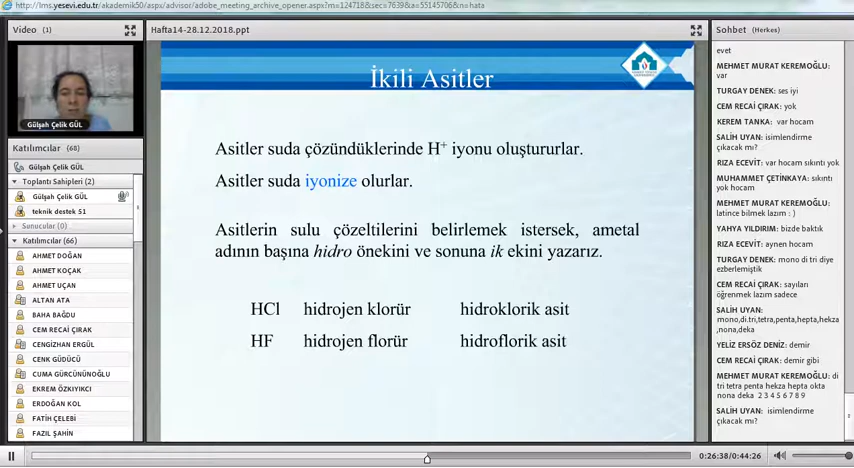 http://lms.yesevi.edu.tr/akademik50/aspx/advisor/adobe_meeting_archive_opener.aspx?m=124718&sec=7639&a=55145706&n=hata
Video (1)
Gülşah Çelik GÜL
Katılımcılar (68)
Gülşah Çelik GÜL
Toplantı Sahipleri (2)
Gülşah Çelik GÜL
teknik destek 51
Sunucular (0)
Katılımcılar (66)
AHMET DOĞAN
AHMET KOÇAK
AHMET UÇAN
ALTAN ATA
BAHA BAĞDU
CEM RECAİ ÇIRAK
CENGİZHAN ERGÜL
CENK GÜDÜCÜ
CUMA GÜRCÜNÜNOĞLU
EKREM ÖZKIYIKCI
ERDOĞAN KOL
FATİH ÇELEBİ
FAZIL ŞAHİN
Hafta14-28.12.2018.ppt
İkili Asitler
Asitler suda çözündüklerinde H+ iyonu oluştururlar.
Asitler suda iyonize olurlar.
Asitlerin sulu çözeltilerini belirlemek istersek, ametal
adının başına hidro önekini ve sonuna ik ekini yazarız.
HCl hidrojen klorür hidroklorik asit
HF hidrojen florür hidroflorik asit
Sohbet (Herkes)
evet
MEHMET MURAT KEREMOĞLU:
var
TURGAY DENEK: ses iyi
CEM RECAİ ÇIRAK: yok
KEREM TANKA: var hocam
SALİH UYAN: isimlendirme
çıkacak mı?
RIZA ECEVİT: var hocam sıkıntı yok
MUHAMMET ÇETİNKAYA: sıkıntı
yok hocam
MEHMET MURAT KEREMOĞLU:
latince bilmek lazım : )
YAHYA YILDIRIM: bizde baktık
RIZA ECEVİT: aynen hocam
TURGAY DENEK: mono di tri diye
ezberlemiştik
CEM RECAİ ÇIRAK: sayıları
öğrenmek lazım sadece
SALİH UYAN:
mono,di.tri,tetra,penta,hepta,hekza
,nona,deka
YELİZ ERSÖZ DENİZ: demir
CEM RECAİ ÇIRAK: demir gibi
MEHMET MURAT KEREMOĞLU: di
tri tetra penta hekza hepta okta
nona deka 2 3 4 5 6 7 8 9
SALİH UYAN: isimlendirme
çıkacak mı?
0:26:38/0:44:26